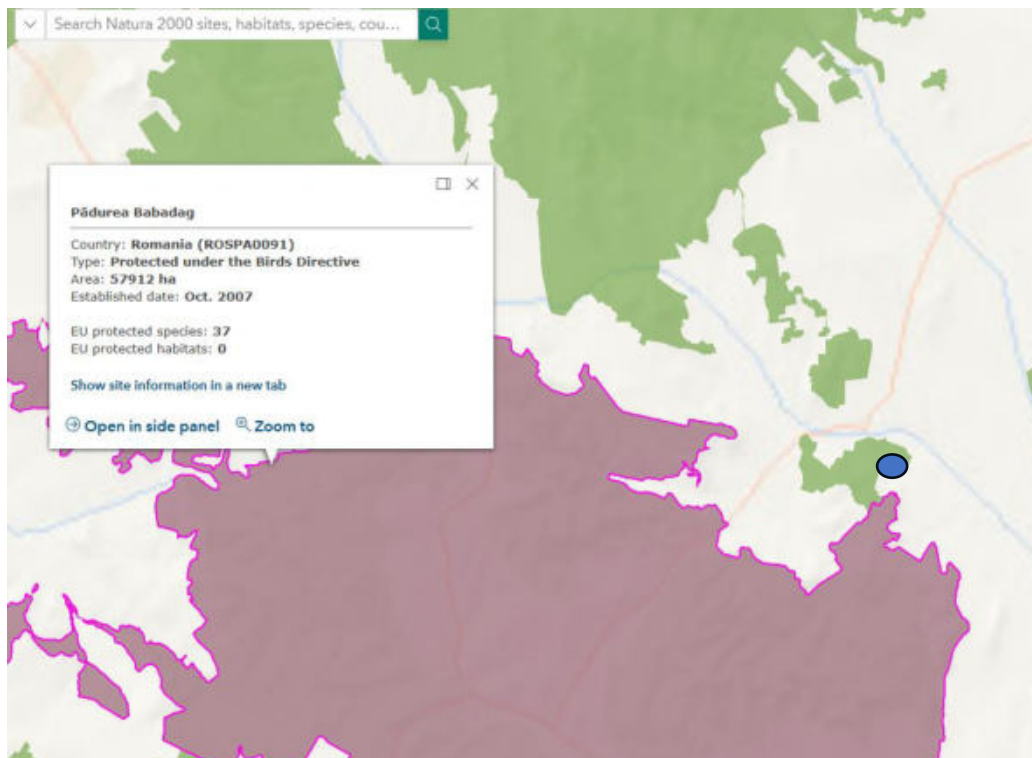 Search Natura 2000 sites, habitats, species, cou...
Pădurea Babadag
Country: Romania (ROSPA0091)
Type: Protected under the Birds Directive
Area: 57912 ha
Established date: Oct. 2007
EU protected species: 37
EU protected habitats: 0
Show site information in a new tab
Open in side panel Zoom to